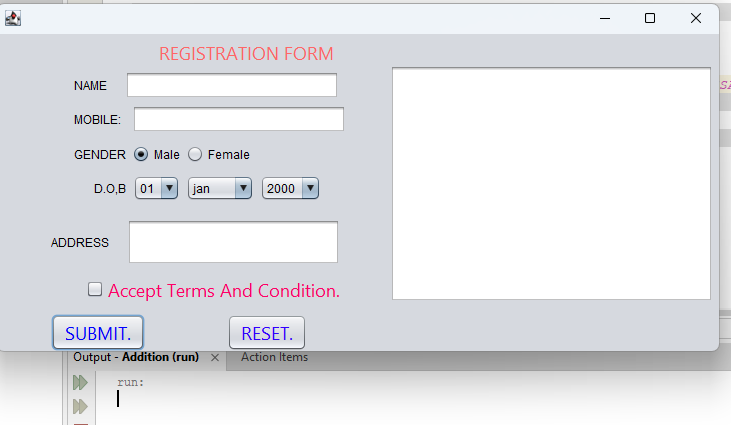 REGISTRATION FORM
NAME
MOBILE:
GENDER Male Female
D.O,B 01 jan 2000
ADDRESS
Accept Terms And Condition.
SUBMIT. RESET.
Output - Addition (run) × Action Items
run: